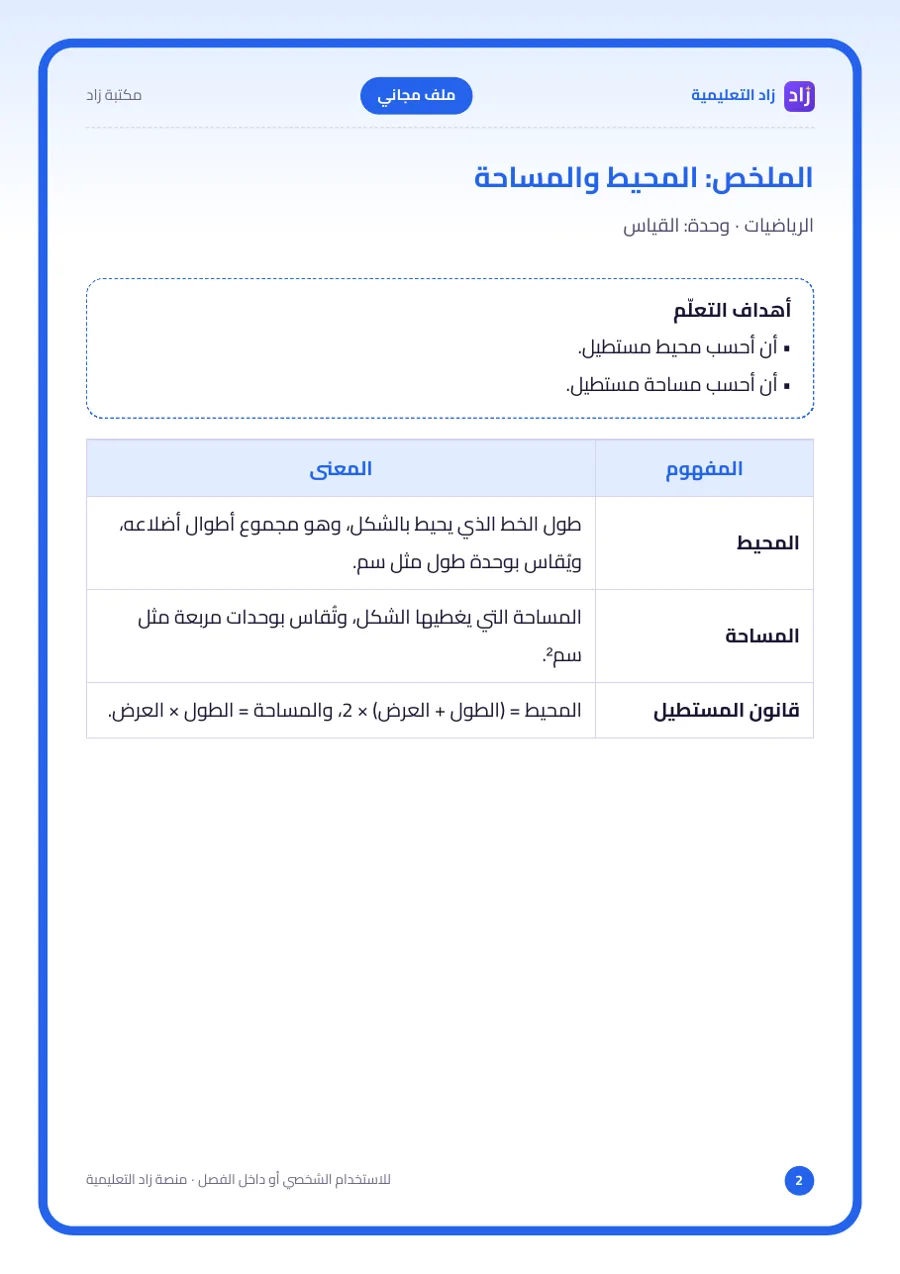 زاد زاد التعليمية
ملف مجاني
مكتبة زاد
الملخص: المحيط والمساحة
الرياضيات · وحدة: القياس
أهداف التعلّم
▪ أن أحسب محيط مستطيل.
▪ أن أحسب مساحة مستطيل.
المفهوم
المعنى
المحيط
طول الخط الذي يحيط بالشكل، وهو مجموع أطوال أضلاعه،
ويُقاس بوحدة طول مثل سم.
المساحة
المساحة التي يغطيها الشكل، وتُقاس بوحدات مربعة مثل
سم².
قانون المستطيل
المحيط = (الطول + العرض) × 2، والمساحة = الطول × العرض.
2
للاستخدام الشخصي أو داخل الفصل · منصة زاد التعليمية